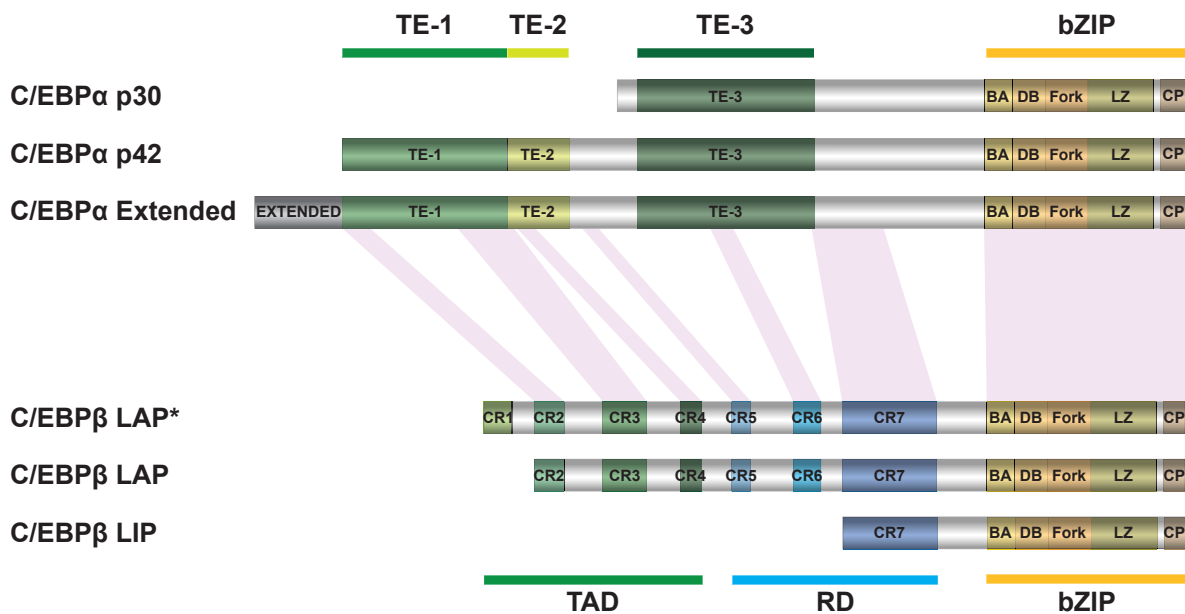 TE-1 TE-2 TE-3 bZIP
C/EBPα p30 TE-3 BA DB Fork LZ CP
C/EBPα p42 TE-1 TE-2 TE-3 BA DB Fork LZ CP
C/EBPα Extended EXTENDED TE-1 TE-2 TE-3 BA DB Fork LZ CP
C/EBPβ LAP* CR1 CR2 CR3 CR4 CR5 CR6 CR7 BA DB Fork LZ CP
C/EBPβ LAP CR2 CR3 CR4 CR5 CR6 CR7 BA DB Fork LZ CP
C/EBPβ LIP CR7 BA DB Fork LZ CP
TAD RD bZIP